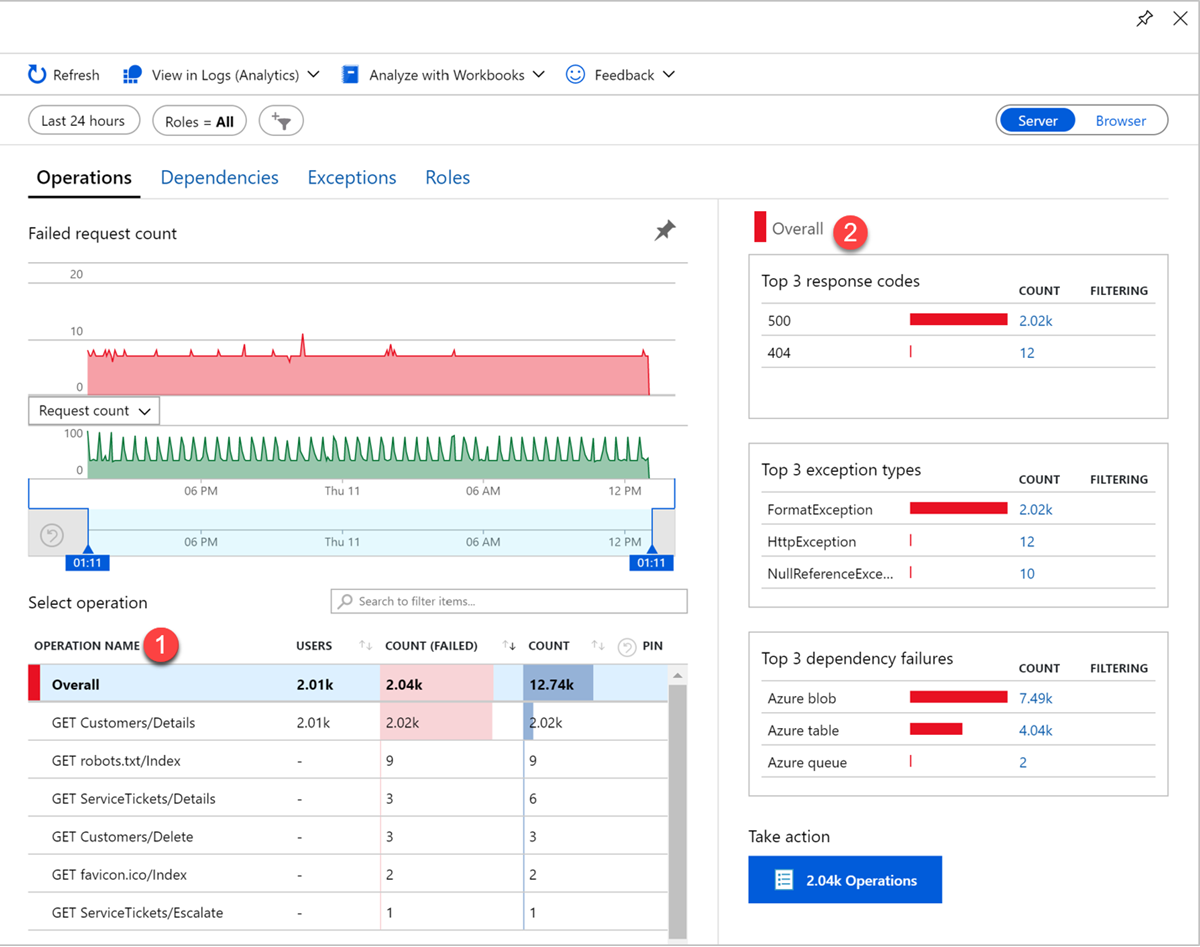 Refresh View in Logs (Analytics) Analyze with Workbooks Feedback
Last 24 hours Roles = All Server Browser
Operations Dependencies Exceptions Roles
Failed request count
20
10
0
Request count
100
0
06 PM Thu 11 06 AM 12 PM
06 PM Thu 11 06 AM 12 PM
01:11 01:11
Select operation Search to filter items...
OPERATION NAME 1 USERS COUNT (FAILED) COUNT PIN
Overall 2.01k 2.04k 12.74k
GET Customers/Details 2.01k 2.02k 2.02k
GET robots.txt/Index - 9 9
GET ServiceTickets/Details - 3 6
GET Customers/Delete - 3 3
GET favicon.ico/Index - 2 2
GET ServiceTickets/Escalate - 1 1
Overall 2
Top 3 response codes COUNT FILTERING
500 2.02k
404 12
Top 3 exception types COUNT FILTERING
FormatException 2.02k
HttpException 12
NullReferenceExce... 10
Top 3 dependency failures COUNT FILTERING
Azure blob 7.49k
Azure table 4.04k
Azure queue 2
Take action
2.04k Operations